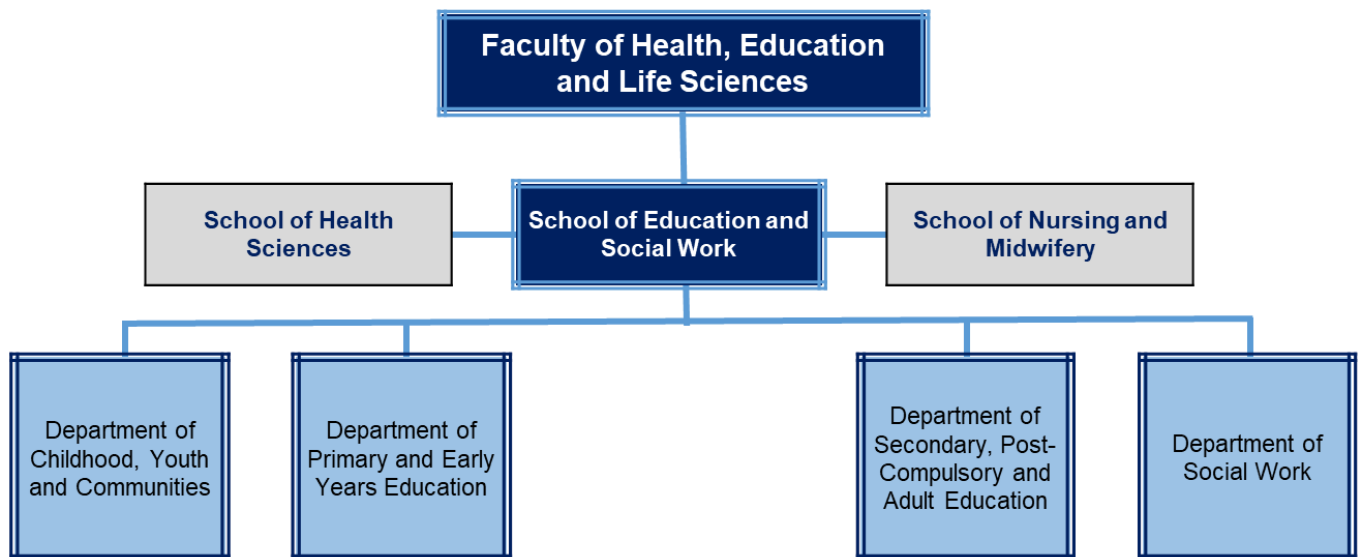 Faculty of Health, Education
and Life Sciences
School of Health
Sciences
School of Education and
Social Work
School of Nursing and
Midwifery
Department of
Childhood, Youth
and Communities
Department of
Primary and Early
Years Education
Department of
Secondary, Post-
Compulsory and
Adult Education
Department of
Social Work